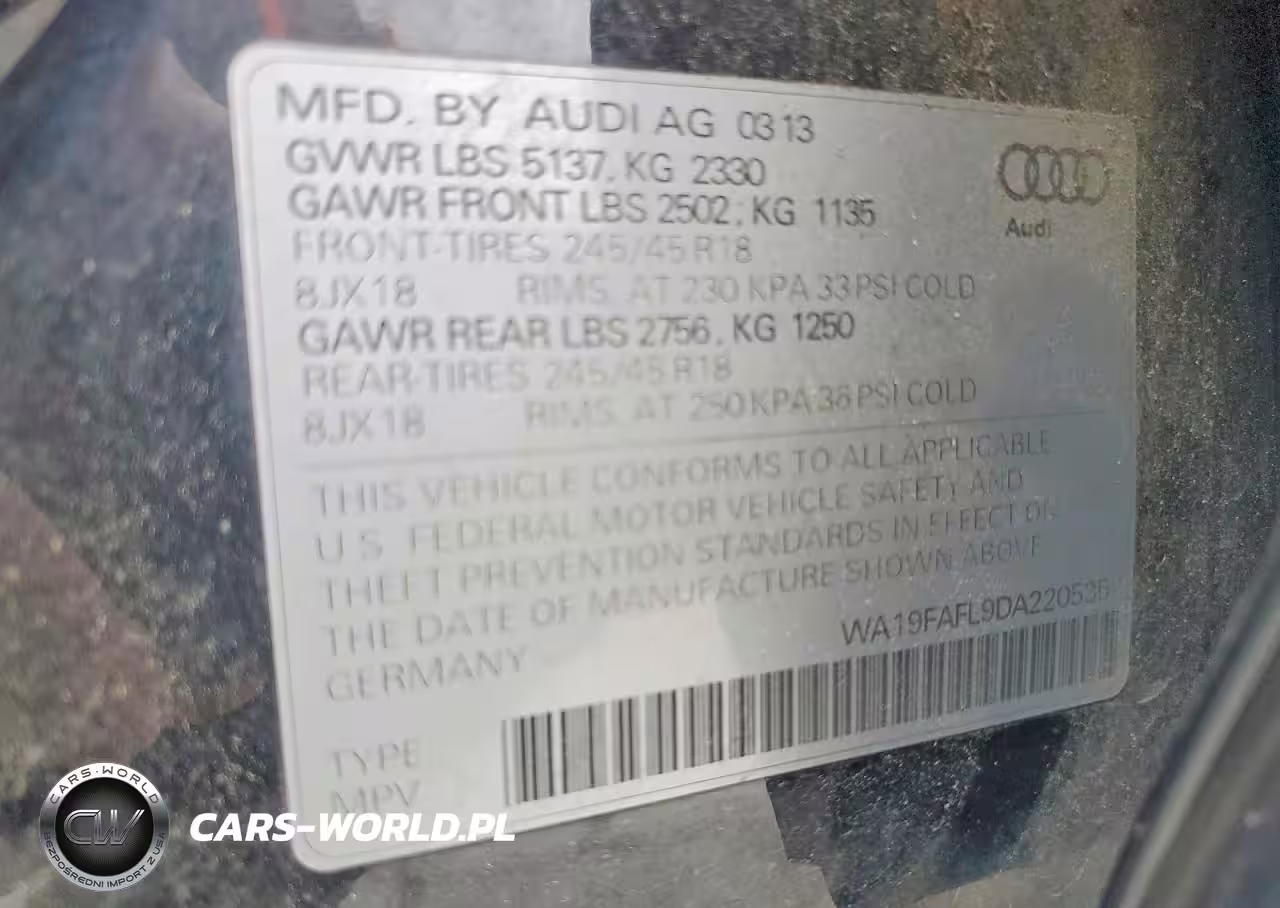 MFD. BY AUDI AG 0313
GVWR LBS 5137, KG 2330
GAWR FRONT LBS 2502, KG 1135
FRONT-TIRES 245/45 R18
8JX18 RIMS, AT 230 KPA 33 PSI COLD
GAWR REAR LBS 2756, KG 1250
REAR-TIRES 245/45 R18
8JX18 RIMS, AT 250 KPA 36 PSI COLD
Audi
THIS VEHICLE CONFORMS TO ALL APPLICABLE
U S FEDERAL MOTOR VEHICLE SAFETY AND
THEFT PREVENTION STANDARDS IN EFFECT ON
THE DATE OF MANUFACTURE SHOWN ABOVE
GERMANY
WA19FAFL9DA220536
TYPE
MPV
CARS-WORLD
CW
BEZPOŚREDNI IMPORT Z USA
CARS-WORLD.PL